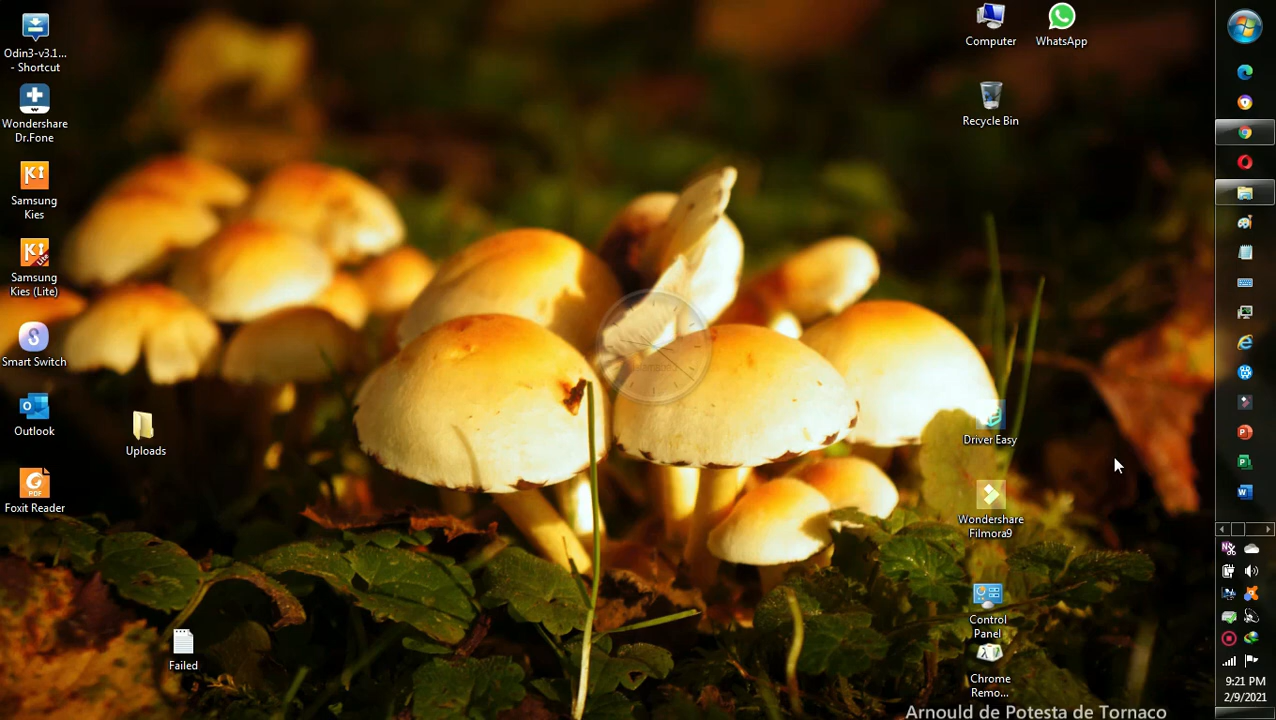 Odin3-v3.1...
- Shortcut
Wondershare
Dr.Fone
Samsung
Kies
Samsung
Kies (Lite)
Smart Switch
Outlook
Foxit Reader
Uploads
Failed
Computer
WhatsApp
Recycle Bin
Driver Easy
Wondershare
Filmora9
Control
Panel
Chrome
Remo...
Arnould de Potesta de Tornaco
9:21 PM
2/9/2021